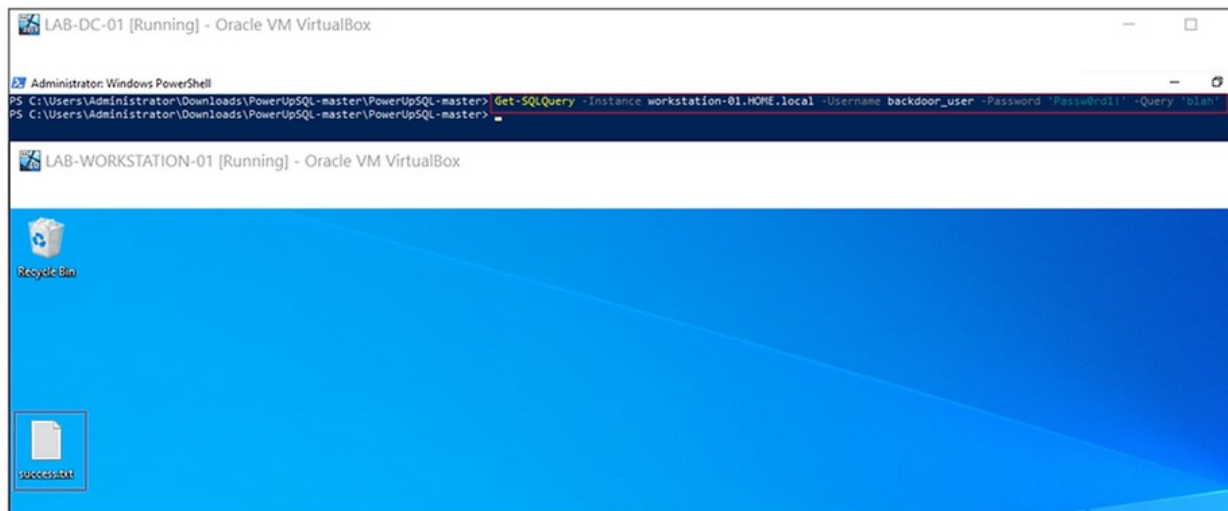 LAB-DC-01 [Running] - Oracle VM VirtualBox
Administrator: Windows PowerShell
PS C:\Users\Administrator\Downloads\PowerUpSQL-master\PowerUpSQL-master> Get-SQLQuery -Instance workstation-01.HOME.local -Username backdoor_user -Password 'Passw0rd1!' -Query 'blah'
PS C:\Users\Administrator\Downloads\PowerUpSQL-master\PowerUpSQL-master>
LAB-WORKSTATION-01 [Running] - Oracle VM VirtualBox
Recycle Bin
success.txt